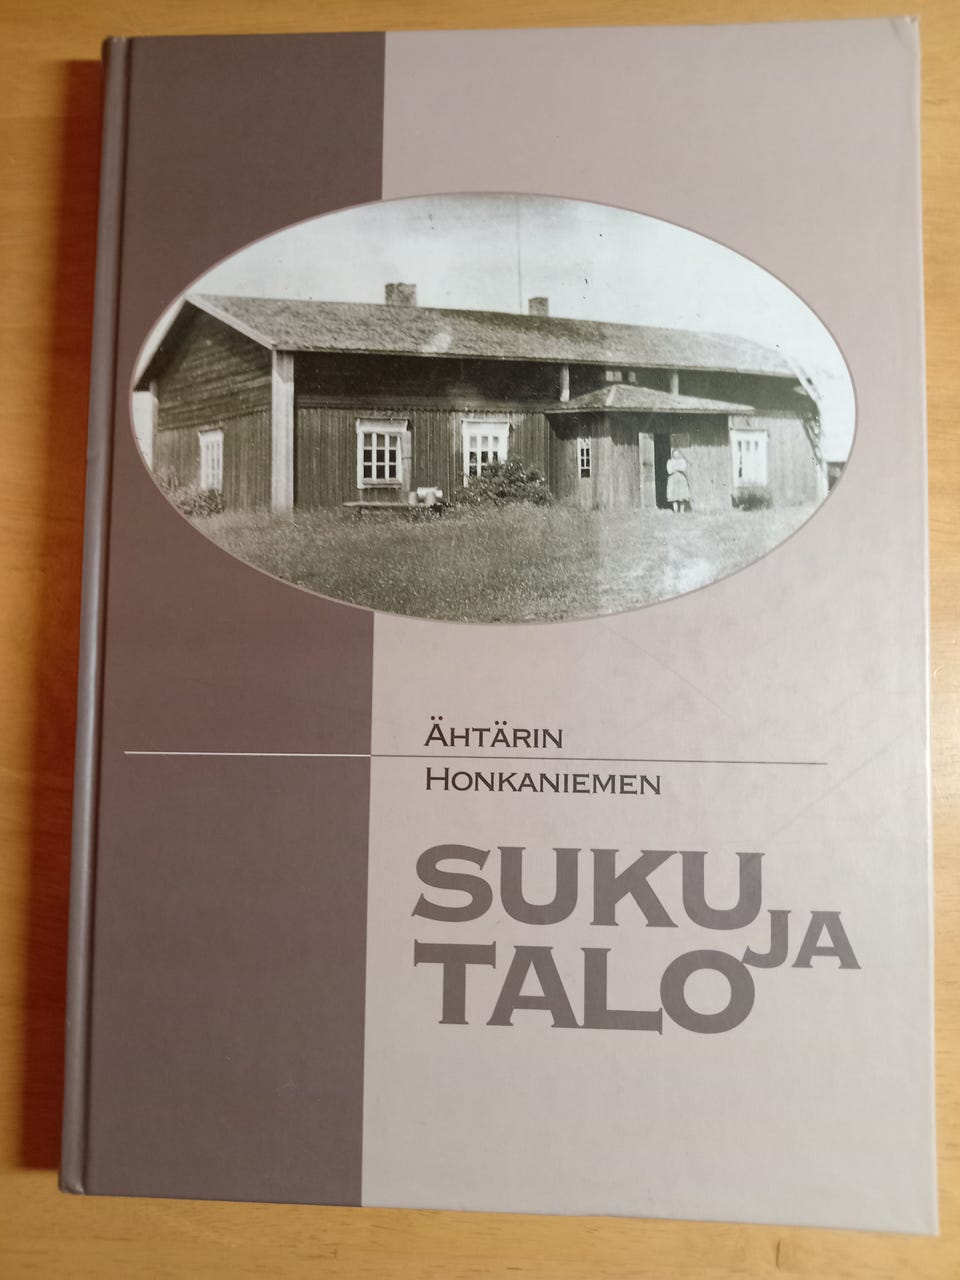 ÄHTÄRIN
HONKANIEMEN
SUKU JA
TALO